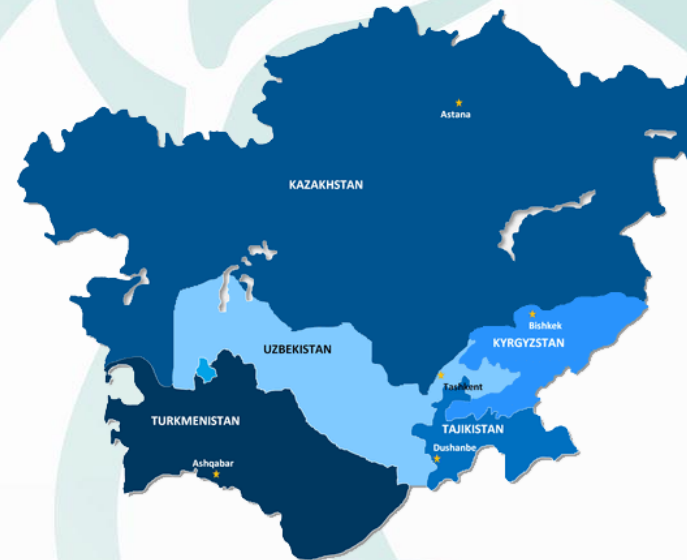 Astana
KAZAKHSTAN
Bishkek
KYRGYZSTAN
UZBEKISTAN
Tashkent
TURKMENISTAN
TAJIKISTAN
Dushanbe
Ashqabar